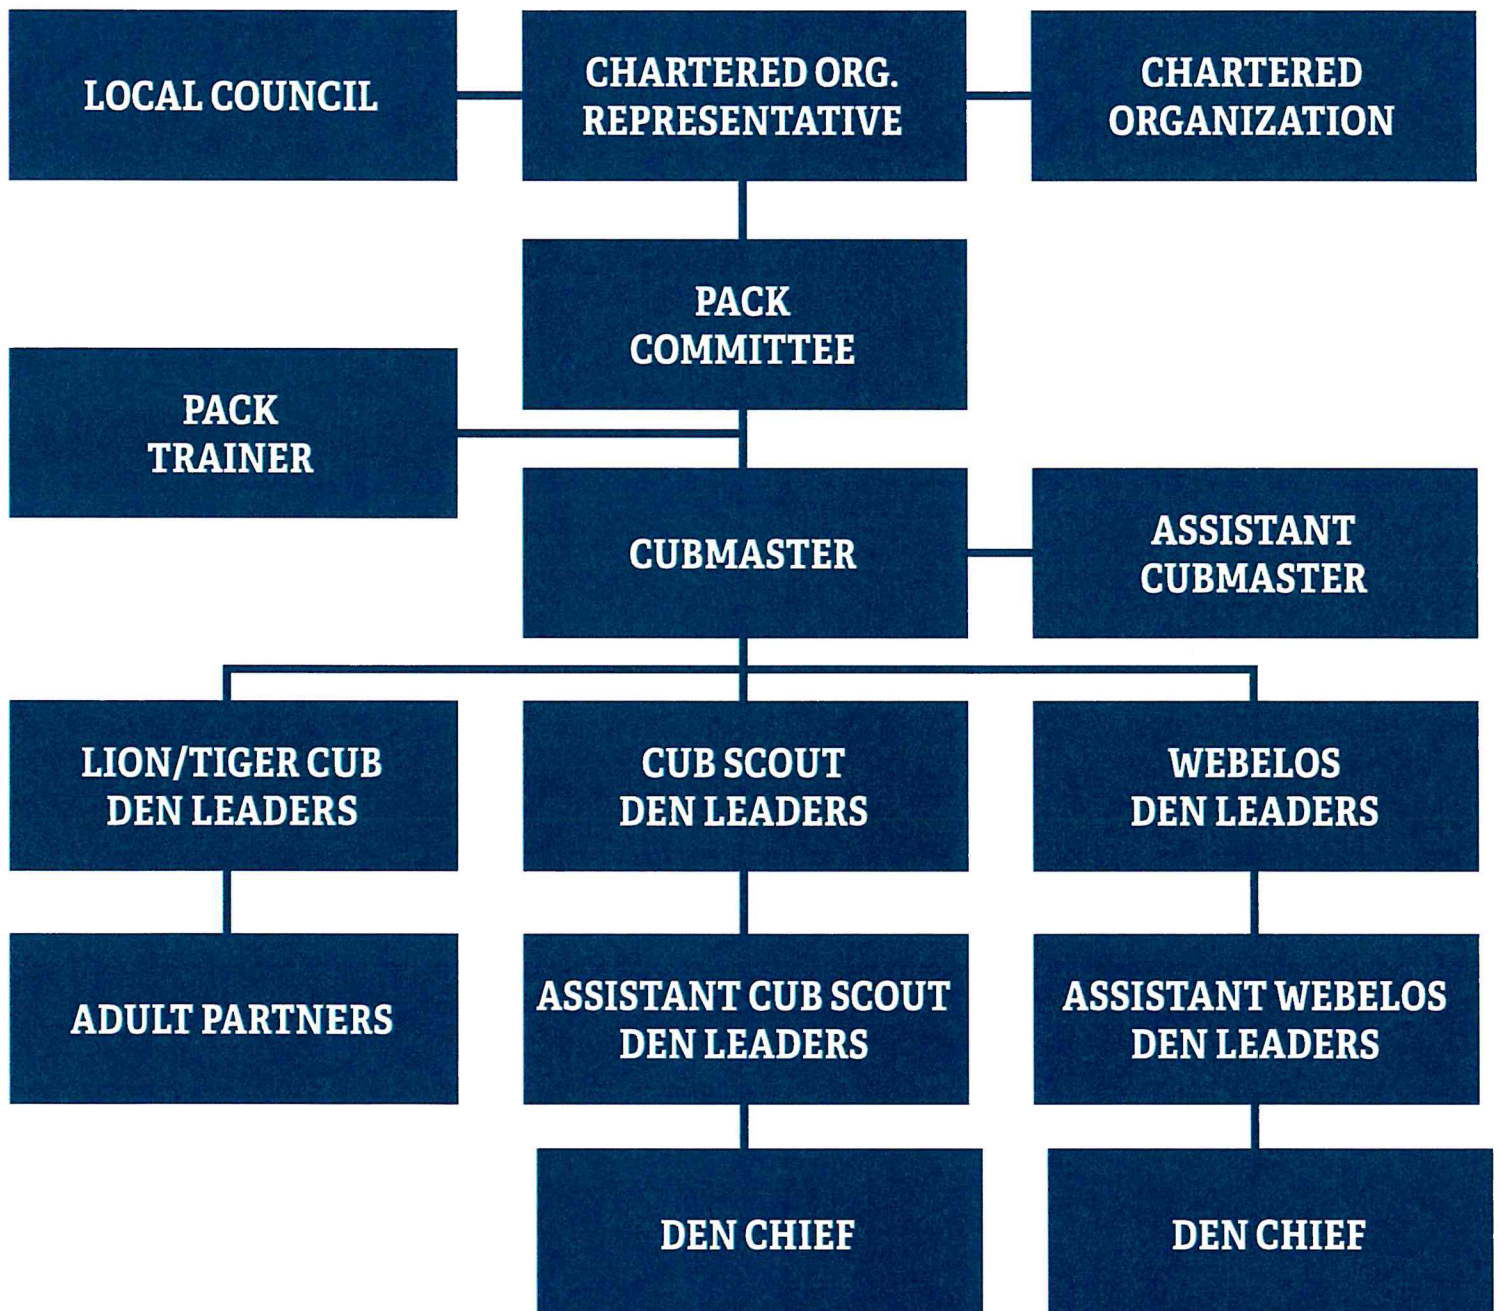 LOCAL COUNCIL
CHARTERED ORG.
REPRESENTATIVE
CHARTERED
ORGANIZATION
PACK
COMMITTEE
PACK
TRAINER
CUBMASTER
ASSISTANT
CUBMASTER
LION/TIGER CUB
DEN LEADERS
CUB SCOUT
DEN LEADERS
WEBELOS
DEN LEADERS
ADULT PARTNERS
ASSISTANT CUB SCOUT
DEN LEADERS
ASSISTANT WEBELOS
DEN LEADERS
DEN CHIEF
DEN CHIEF